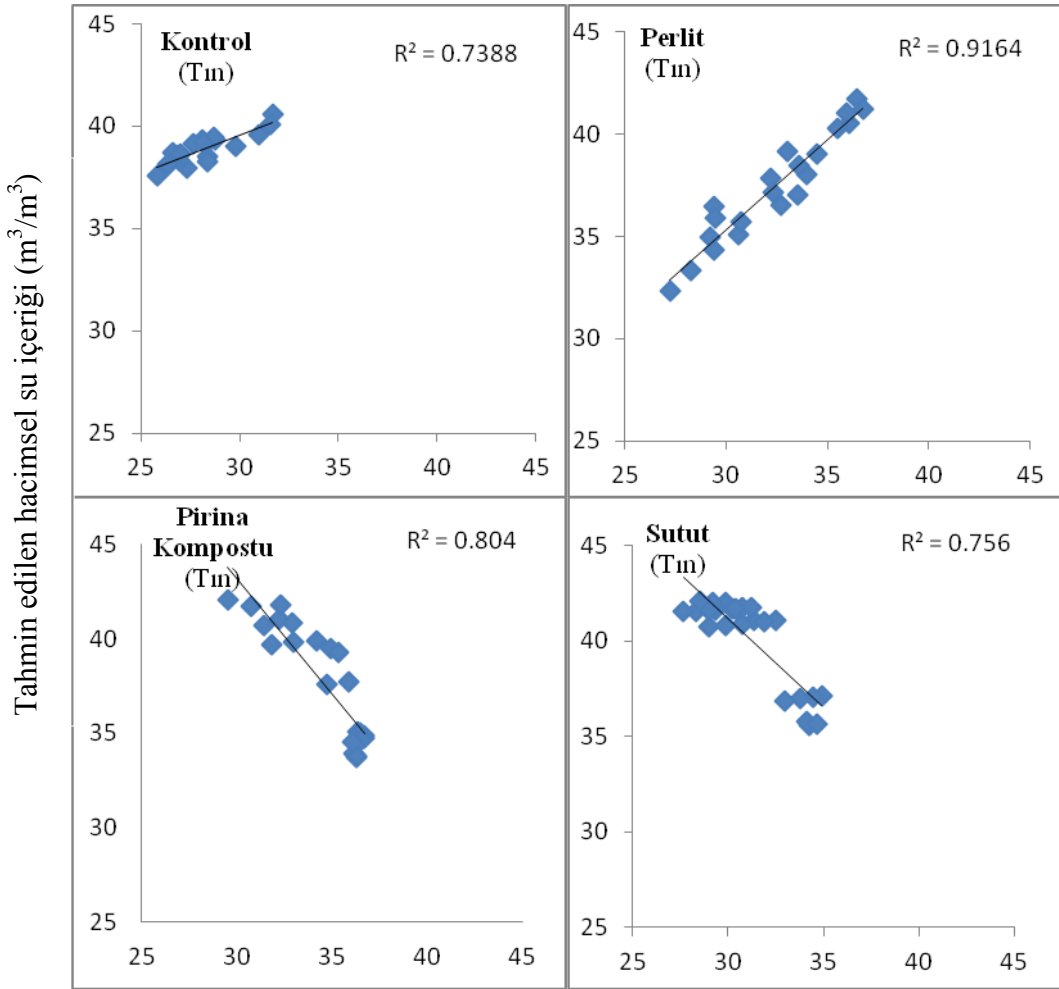 Tahmin edilen hacimsel su içeriği (m³/m³)
45
40
35
30
25
25 30 35 40 45
Kontrol
(Tın)
R² = 0.7388
45
40
35
30
25
25 30 35 40 45
Perlit
(Tın)
R² = 0.9164
45
40
35
30
25
25 30 35 40 45
Pirina
Kompostu
(Tın)
R² = 0.804
45
40
35
30
25
25 30 35 40 45
Sutut
(Tın)
R² = 0.756